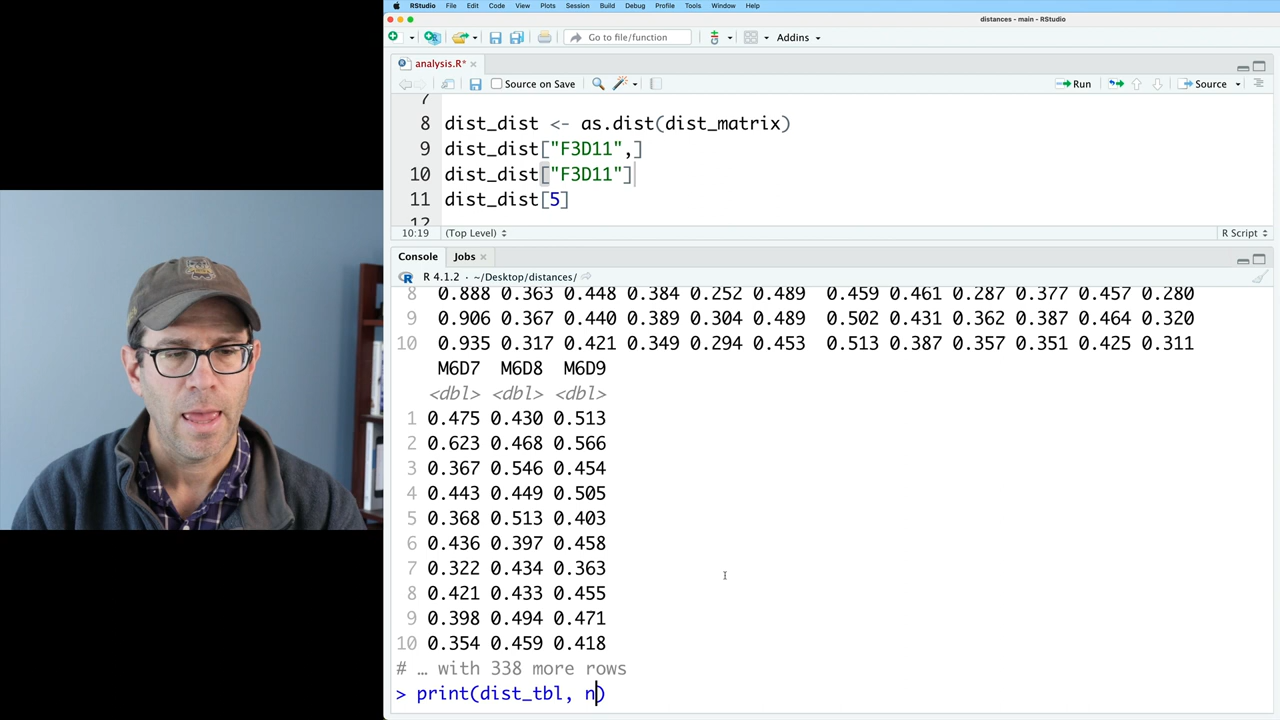 RStudio File Edit Code View Plots Session Build Debug Profile Tools Window Help
distances - main - RStudio
Go to file/function Addins
analysis.R*
Source on Save Run Source
7
8 dist_dist <- as.dist(dist_matrix)
9 dist_dist["F3D11",]
10 dist_dist["F3D11"]
11 dist_dist[5]
12
10:19 (Top Level) R Script
Console Jobs
R 4.1.2 · ~/Desktop/distances/
8 0.888 0.363 0.448 0.384 0.252 0.489 0.459 0.461 0.287 0.377 0.457 0.280
9 0.906 0.367 0.440 0.389 0.304 0.489 0.502 0.431 0.362 0.387 0.464 0.320
10 0.935 0.317 0.421 0.349 0.294 0.453 0.513 0.387 0.357 0.351 0.425 0.311
M6D7 M6D8 M6D9
<dbl> <dbl> <dbl>
1 0.475 0.430 0.513
2 0.623 0.468 0.566
3 0.367 0.546 0.454
4 0.443 0.449 0.505
5 0.368 0.513 0.403
6 0.436 0.397 0.458
7 0.322 0.434 0.363
8 0.421 0.433 0.455
9 0.398 0.494 0.471
10 0.354 0.459 0.418
# … with 338 more rows
> print(dist_tbl, n)